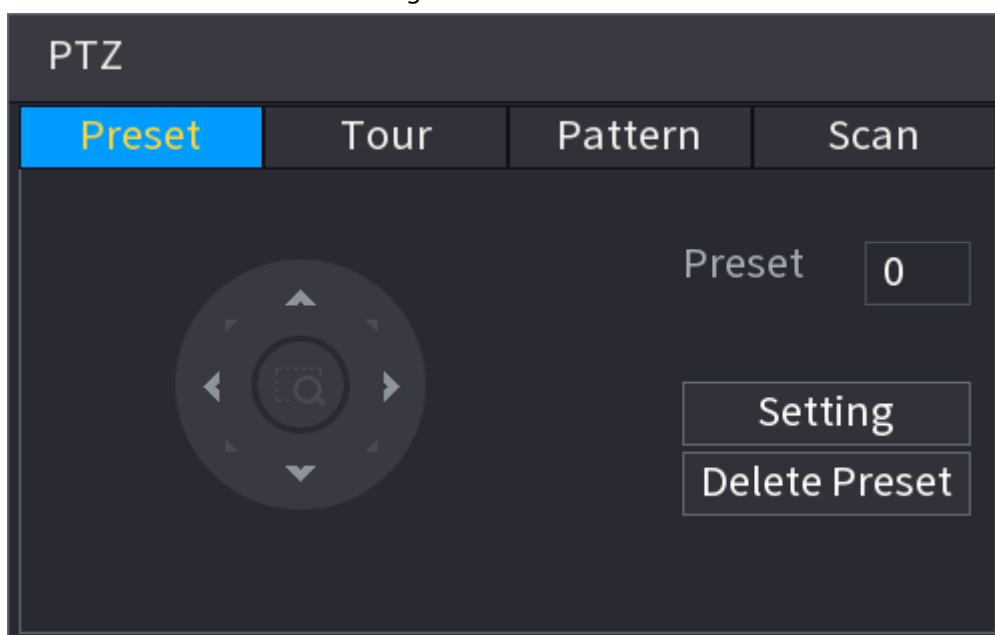 PTZ
Preset Tour Pattern Scan
Preset 0
Setting
Delete Preset